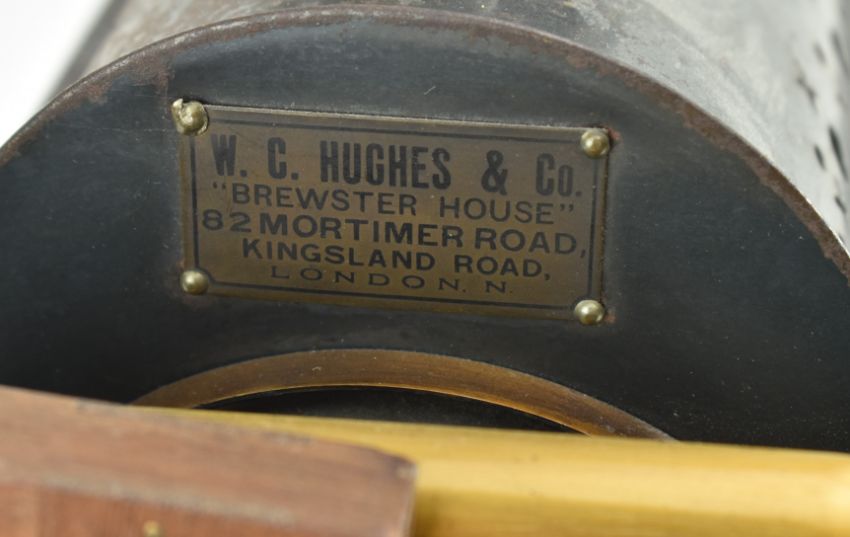 W. C. HUGHES & Co.
"BREWSTER HOUSE"
82 MORTIMER ROAD,
KINGSLAND ROAD,
LONDON. N.